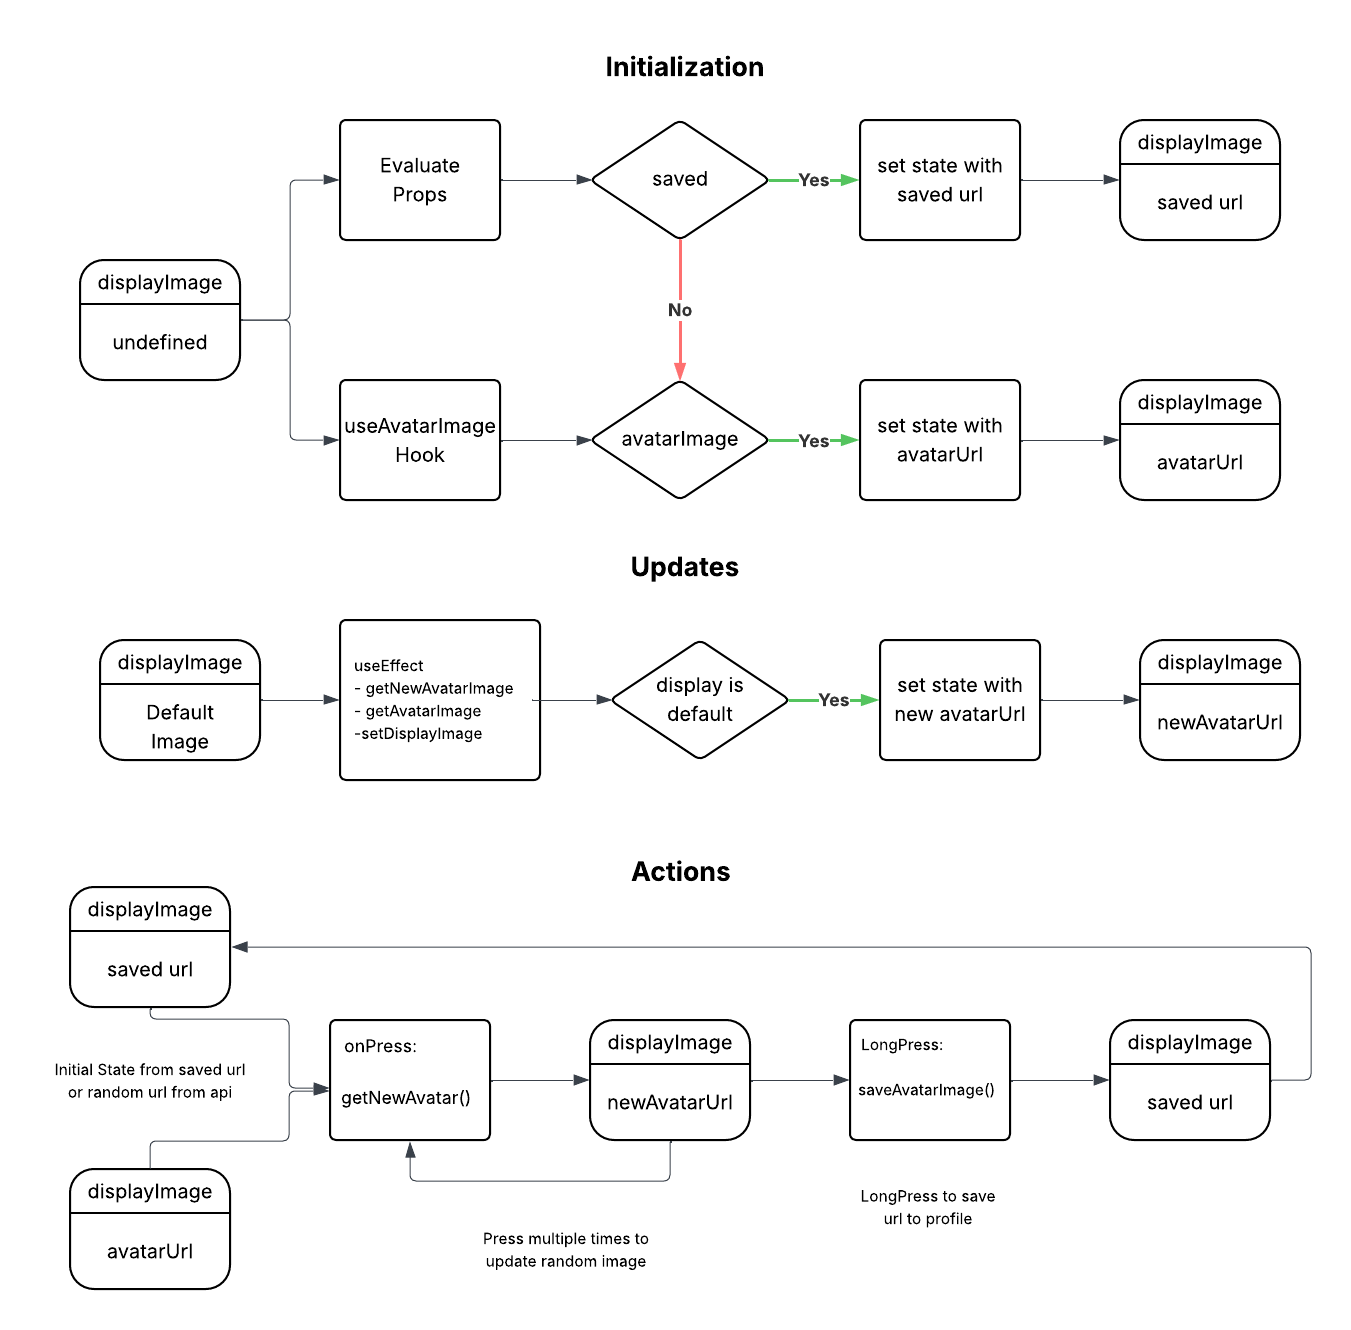 Initialization
displayImage
undefined
Evaluate
Props
saved
Yes
set state with
saved url
displayImage
saved url
No
useAvatarImage
Hook
avatarImage
Yes
set state with
avatarUrl
displayImage
avatarUrl
Updates
displayImage
Default
Image
useEffect
- getNewAvatarImage
- getAvatarImage
-setDisplayImage
display is
default
Yes
set state with
new avatarUrl
displayImage
newAvatarUrl
Actions
displayImage
saved url
Initial State from saved url
or random url from api
displayImage
avatarUrl
onPress:
getNewAvatar()
displayImage
newAvatarUrl
Press multiple times to
update random image
LongPress:
saveAvatarImage()
LongPress to save
url to profile
displayImage
saved url